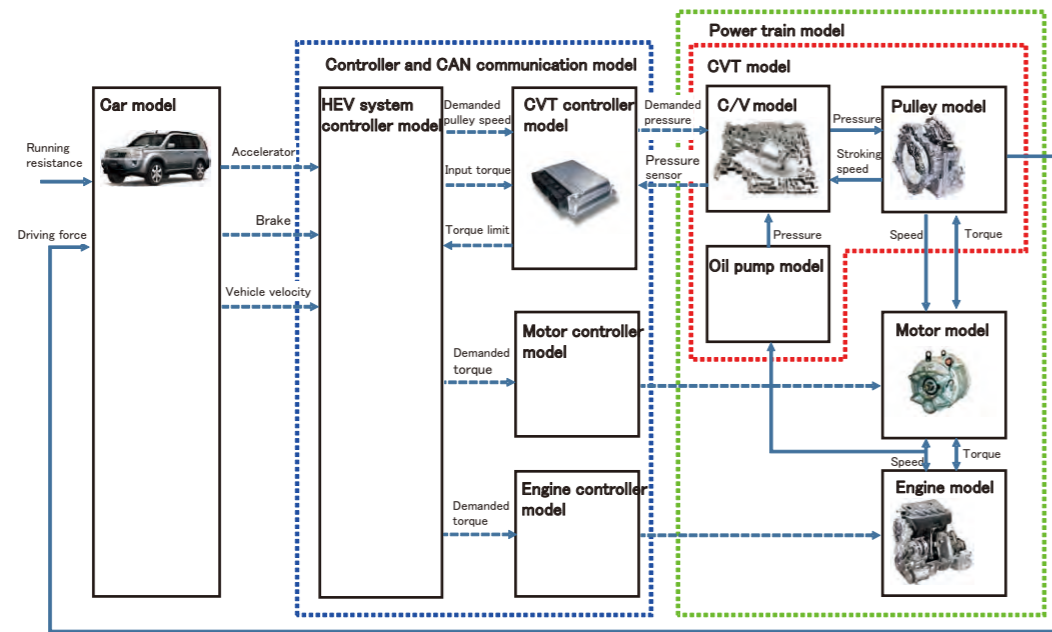 Power train model
Controller and CAN communication model
CVT model
Car model
HEV system
controller model
Demanded
pulley speed
CVT controller
model
Demanded
pressure
C/V model
Pressure
Pulley model
Running
resistance
Accelerator
Input torque
Pressure
sensor
Stroking
speed
Driving force
Brake
Torque limit
Pressure
Speed
Torque
Oil pump model
Vehicle velocity
Motor controller
model
Motor model
Demanded
torque
Speed
Torque
Engine controller
model
Engine model
Demanded
torque